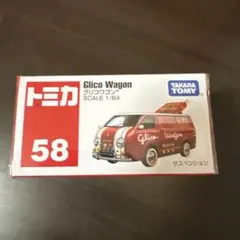 トミカ
58
Glico Wagon
グリコワゴン
SCALE 1/64
TAKARA
TOMY
Glico
Wagon
サスペンション